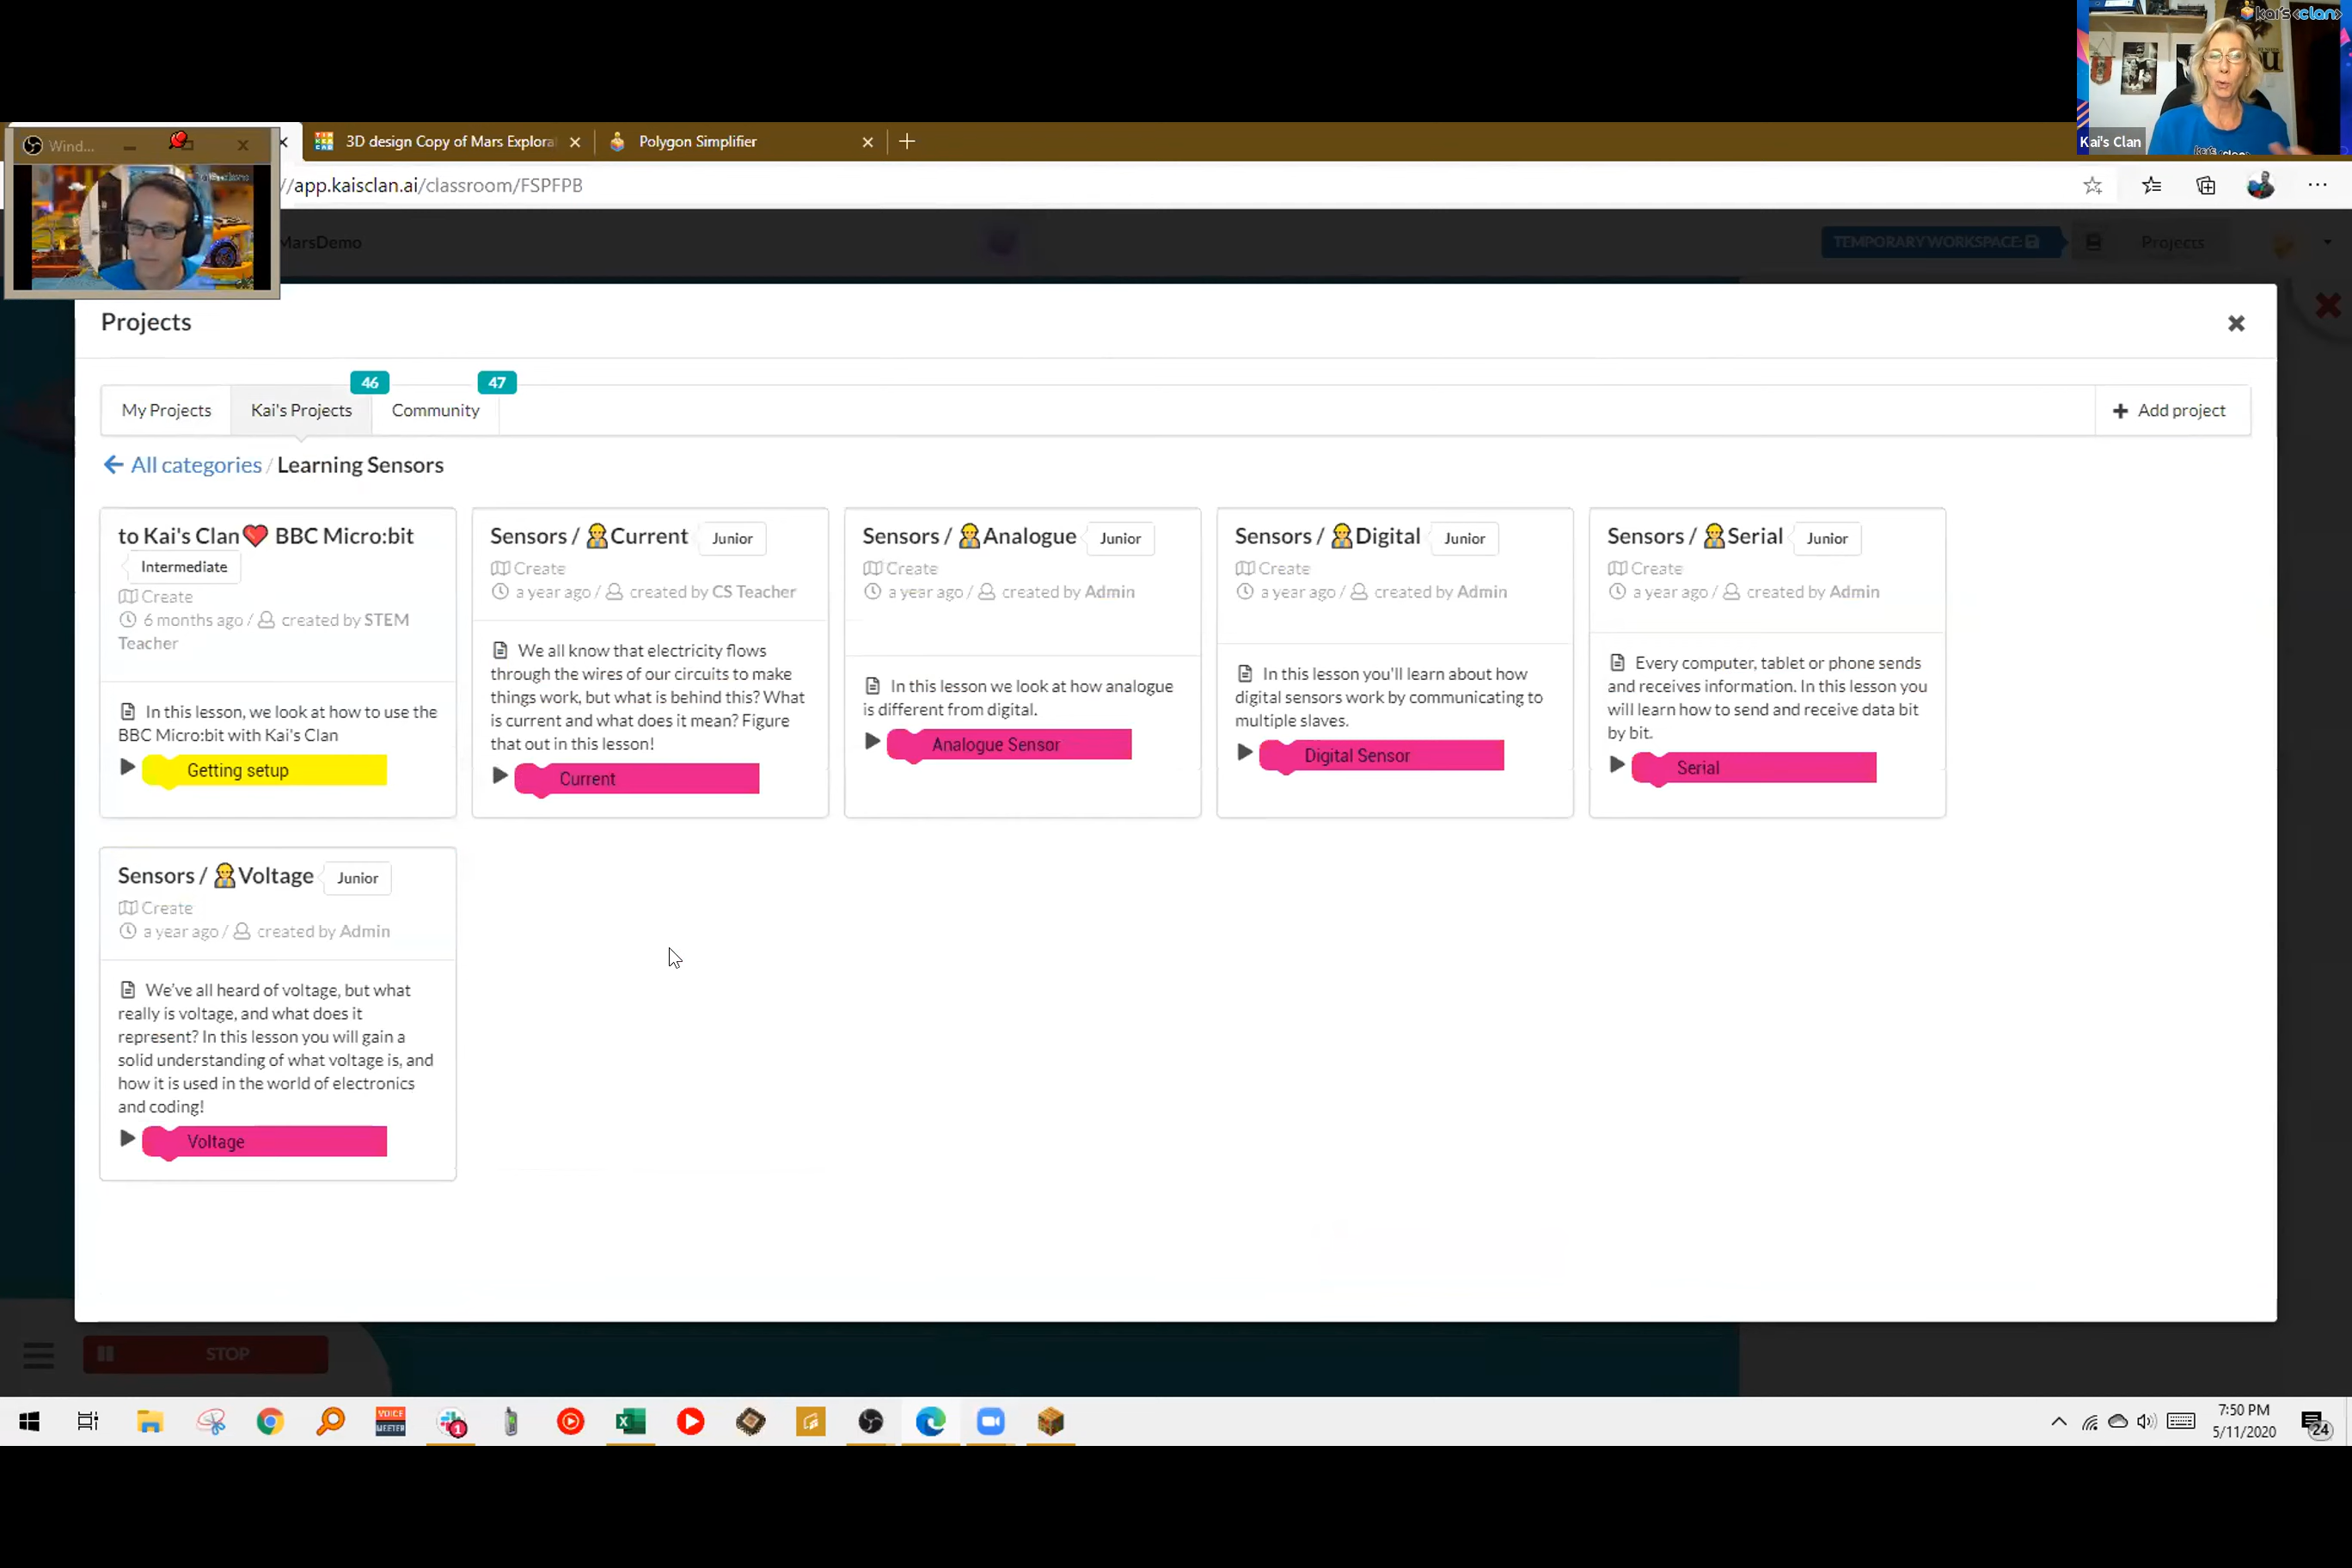 kai's <clan>
Kai's Clan
Wind...
3D design Copy of Mars Explora
Polygon Simplifier
//app.kaisclan.ai/classroom/FSPFPB
MarsDemo
TEMPORARY WORKSPACE
Projects
Projects
46
47
My Projects
Kai's Projects
Community
+ Add project
All categories / Learning Sensors
to Kai's Clan❤️ BBC Micro:bit
Intermediate
Create
6 months ago / created by STEM
Teacher
In this lesson, we look at how to use the
BBC Micro:bit with Kai's Clan
Getting setup
Sensors / Current
Junior
Create
a year ago / created by CS Teacher
We all know that electricity flows
through the wires of our circuits to make
things work, but what is behind this? What
is current and what does it mean? Figure
that out in this lesson!
Current
Sensors / Analogue
Junior
Create
a year ago / created by Admin
In this lesson we look at how analogue
is different from digital.
Analogue Sensor
Sensors / Digital
Junior
Create
a year ago / created by Admin
In this lesson you'll learn about how
digital sensors work by communicating to
multiple slaves.
Digital Sensor
Sensors / Serial
Junior
Create
a year ago / created by Admin
Every computer, tablet or phone sends
and receives information. In this lesson you
will learn how to send and receive data bit
by bit.
Serial
Sensors / Voltage
Junior
Create
a year ago / created by Admin
We've all heard of voltage, but what
really is voltage, and what does it
represent? In this lesson you will gain a
solid understanding of what voltage is, and
how it is used in the world of electronics
and coding!
Voltage
STOP
VOICE
MEETER
1
7:50 PM
5/11/2020
24